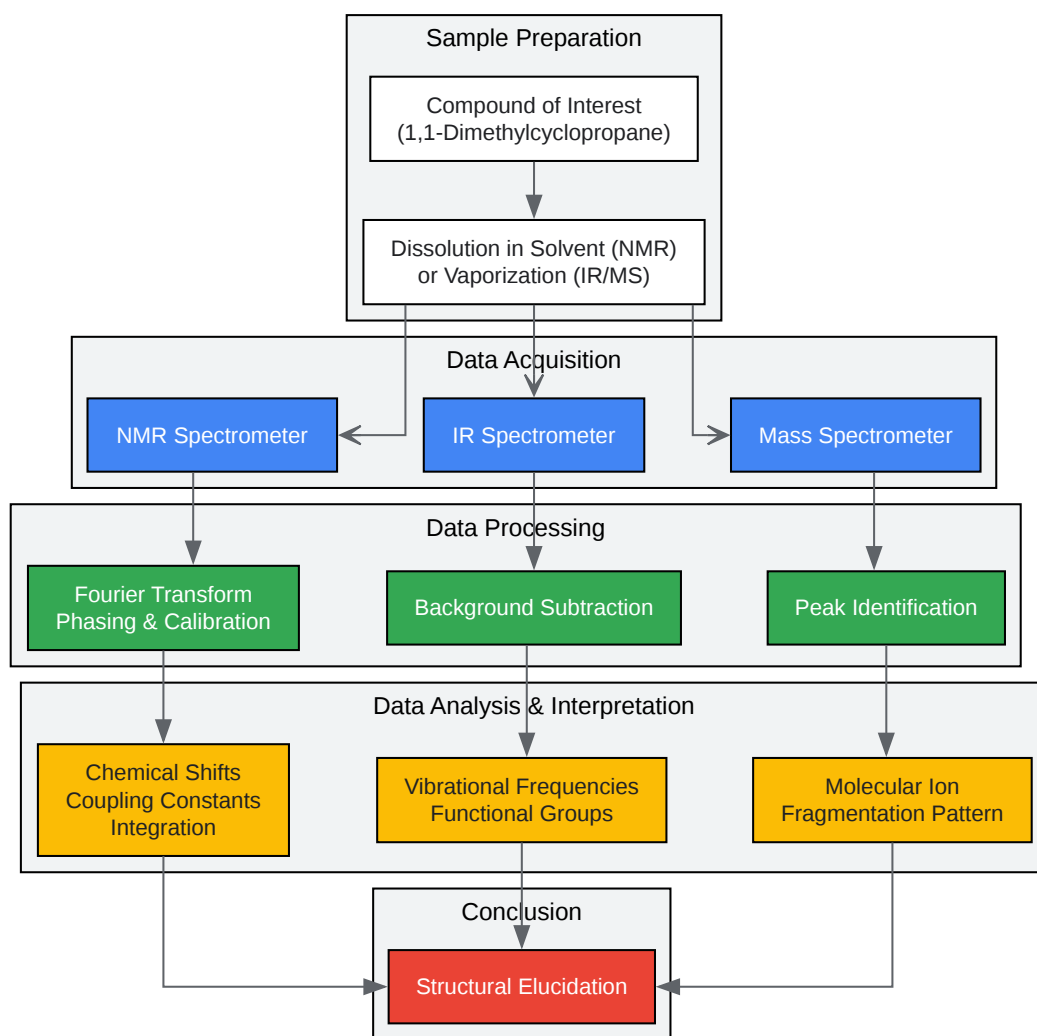 Sample Preparation
Compound of Interest
(1,1-Dimethylcyclopropane)
Dissolution in Solvent (NMR)
or Vaporization (IR/MS)
Data Acquisition
NMR Spectrometer
IR Spectrometer
Mass Spectrometer
Data Processing
Fourier Transform
Phasing & Calibration
Background Subtraction
Peak Identification
Data Analysis & Interpretation
Chemical Shifts
Coupling Constants
Integration
Vibrational Frequencies
Functional Groups
Molecular Ion
Fragmentation Pattern
Conclusion
Structural Elucidation